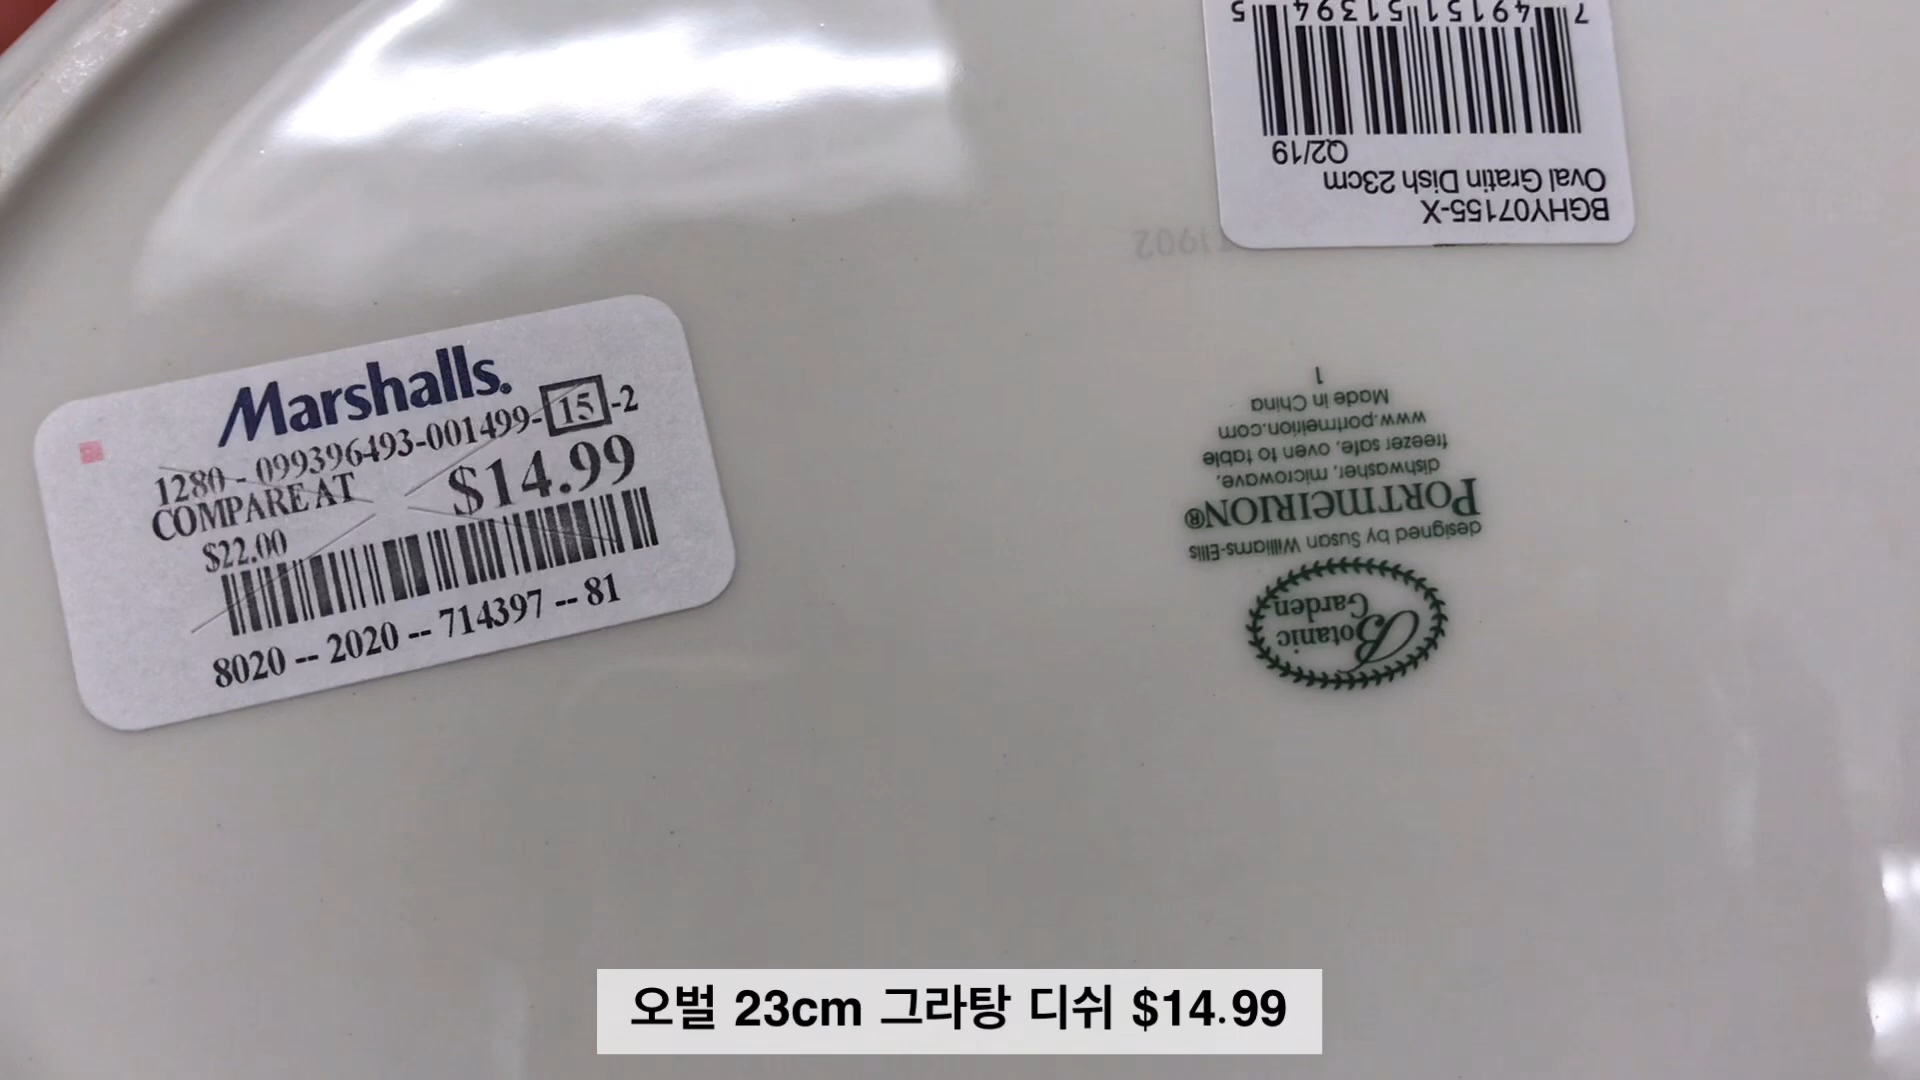 Marshalls.
1280 - 099396493-001499-15-2
COMPARE AT $14.99
$22.00
8020 -- 2020 -- 714397 -- 81
BGHY07155-X
Oval Gratin Dish 23cm
Q2/19
7 49151 51394 5
1902
Botanic
Garden
designed by Susan Williams-Ellis
PORTMEIRION®
dishwasher, microwave,
freezer safe, oven to table
www.portmeirion.com
Made in China
1
오벌 23cm 그라탕 디쉬 $14.99